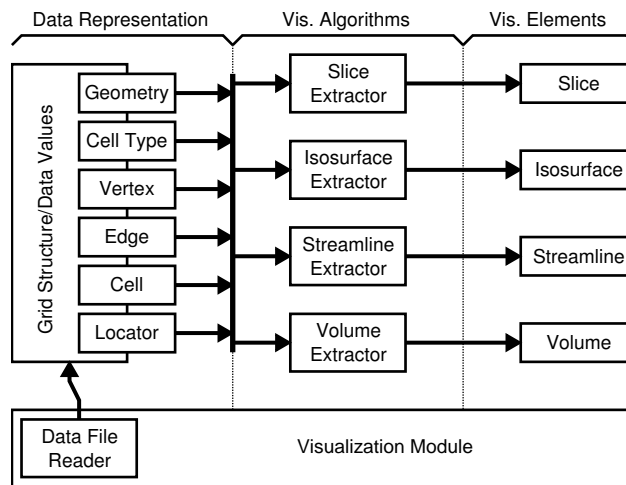 Data Representation
Vis. Algorithms
Vis. Elements
Grid Structure/Data Values
Geometry
Cell Type
Vertex
Edge
Cell
Locator
Slice
Extractor
Isosurface
Extractor
Streamline
Extractor
Volume
Extractor
Slice
Isosurface
Streamline
Volume
Data File
Reader
Visualization Module